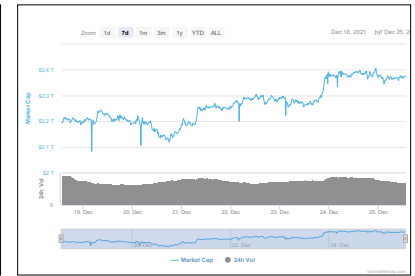 Zoom 1d 7d 1m 3m 1y YTD ALL
Dec 18, 2021
Dec 25, 2
Market Cap
$2.4 T
$2.3 T
$2.2 T
$2.1 T
24h Vol
$2 T
0
19. Dec 20. Dec 21. Dec 22. Dec 23. Dec 24. Dec 25. Dec
20. Dec 22. Dec 24. Dec
Market Cap 24h Vol
coinmarketcap.com